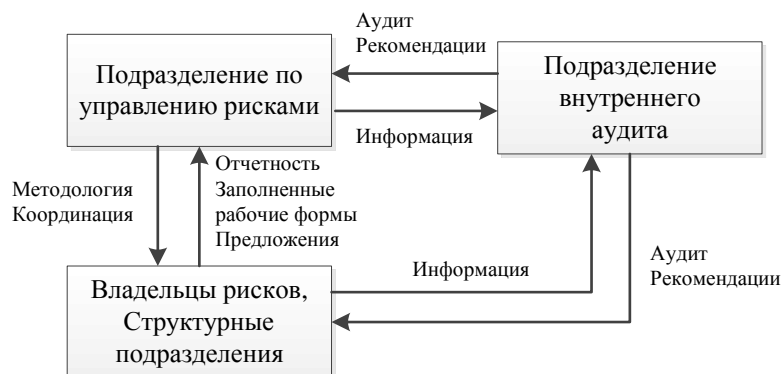 Аудит
Рекомендации
Подразделение по
управлению рисками
Подразделение
внутреннего
аудита
Информация
Методология
Координация
Отчетность
Заполненные
рабочие формы
Предложения
Информация
Аудит
Рекомендации
Владельцы рисков,
Структурные
подразделения